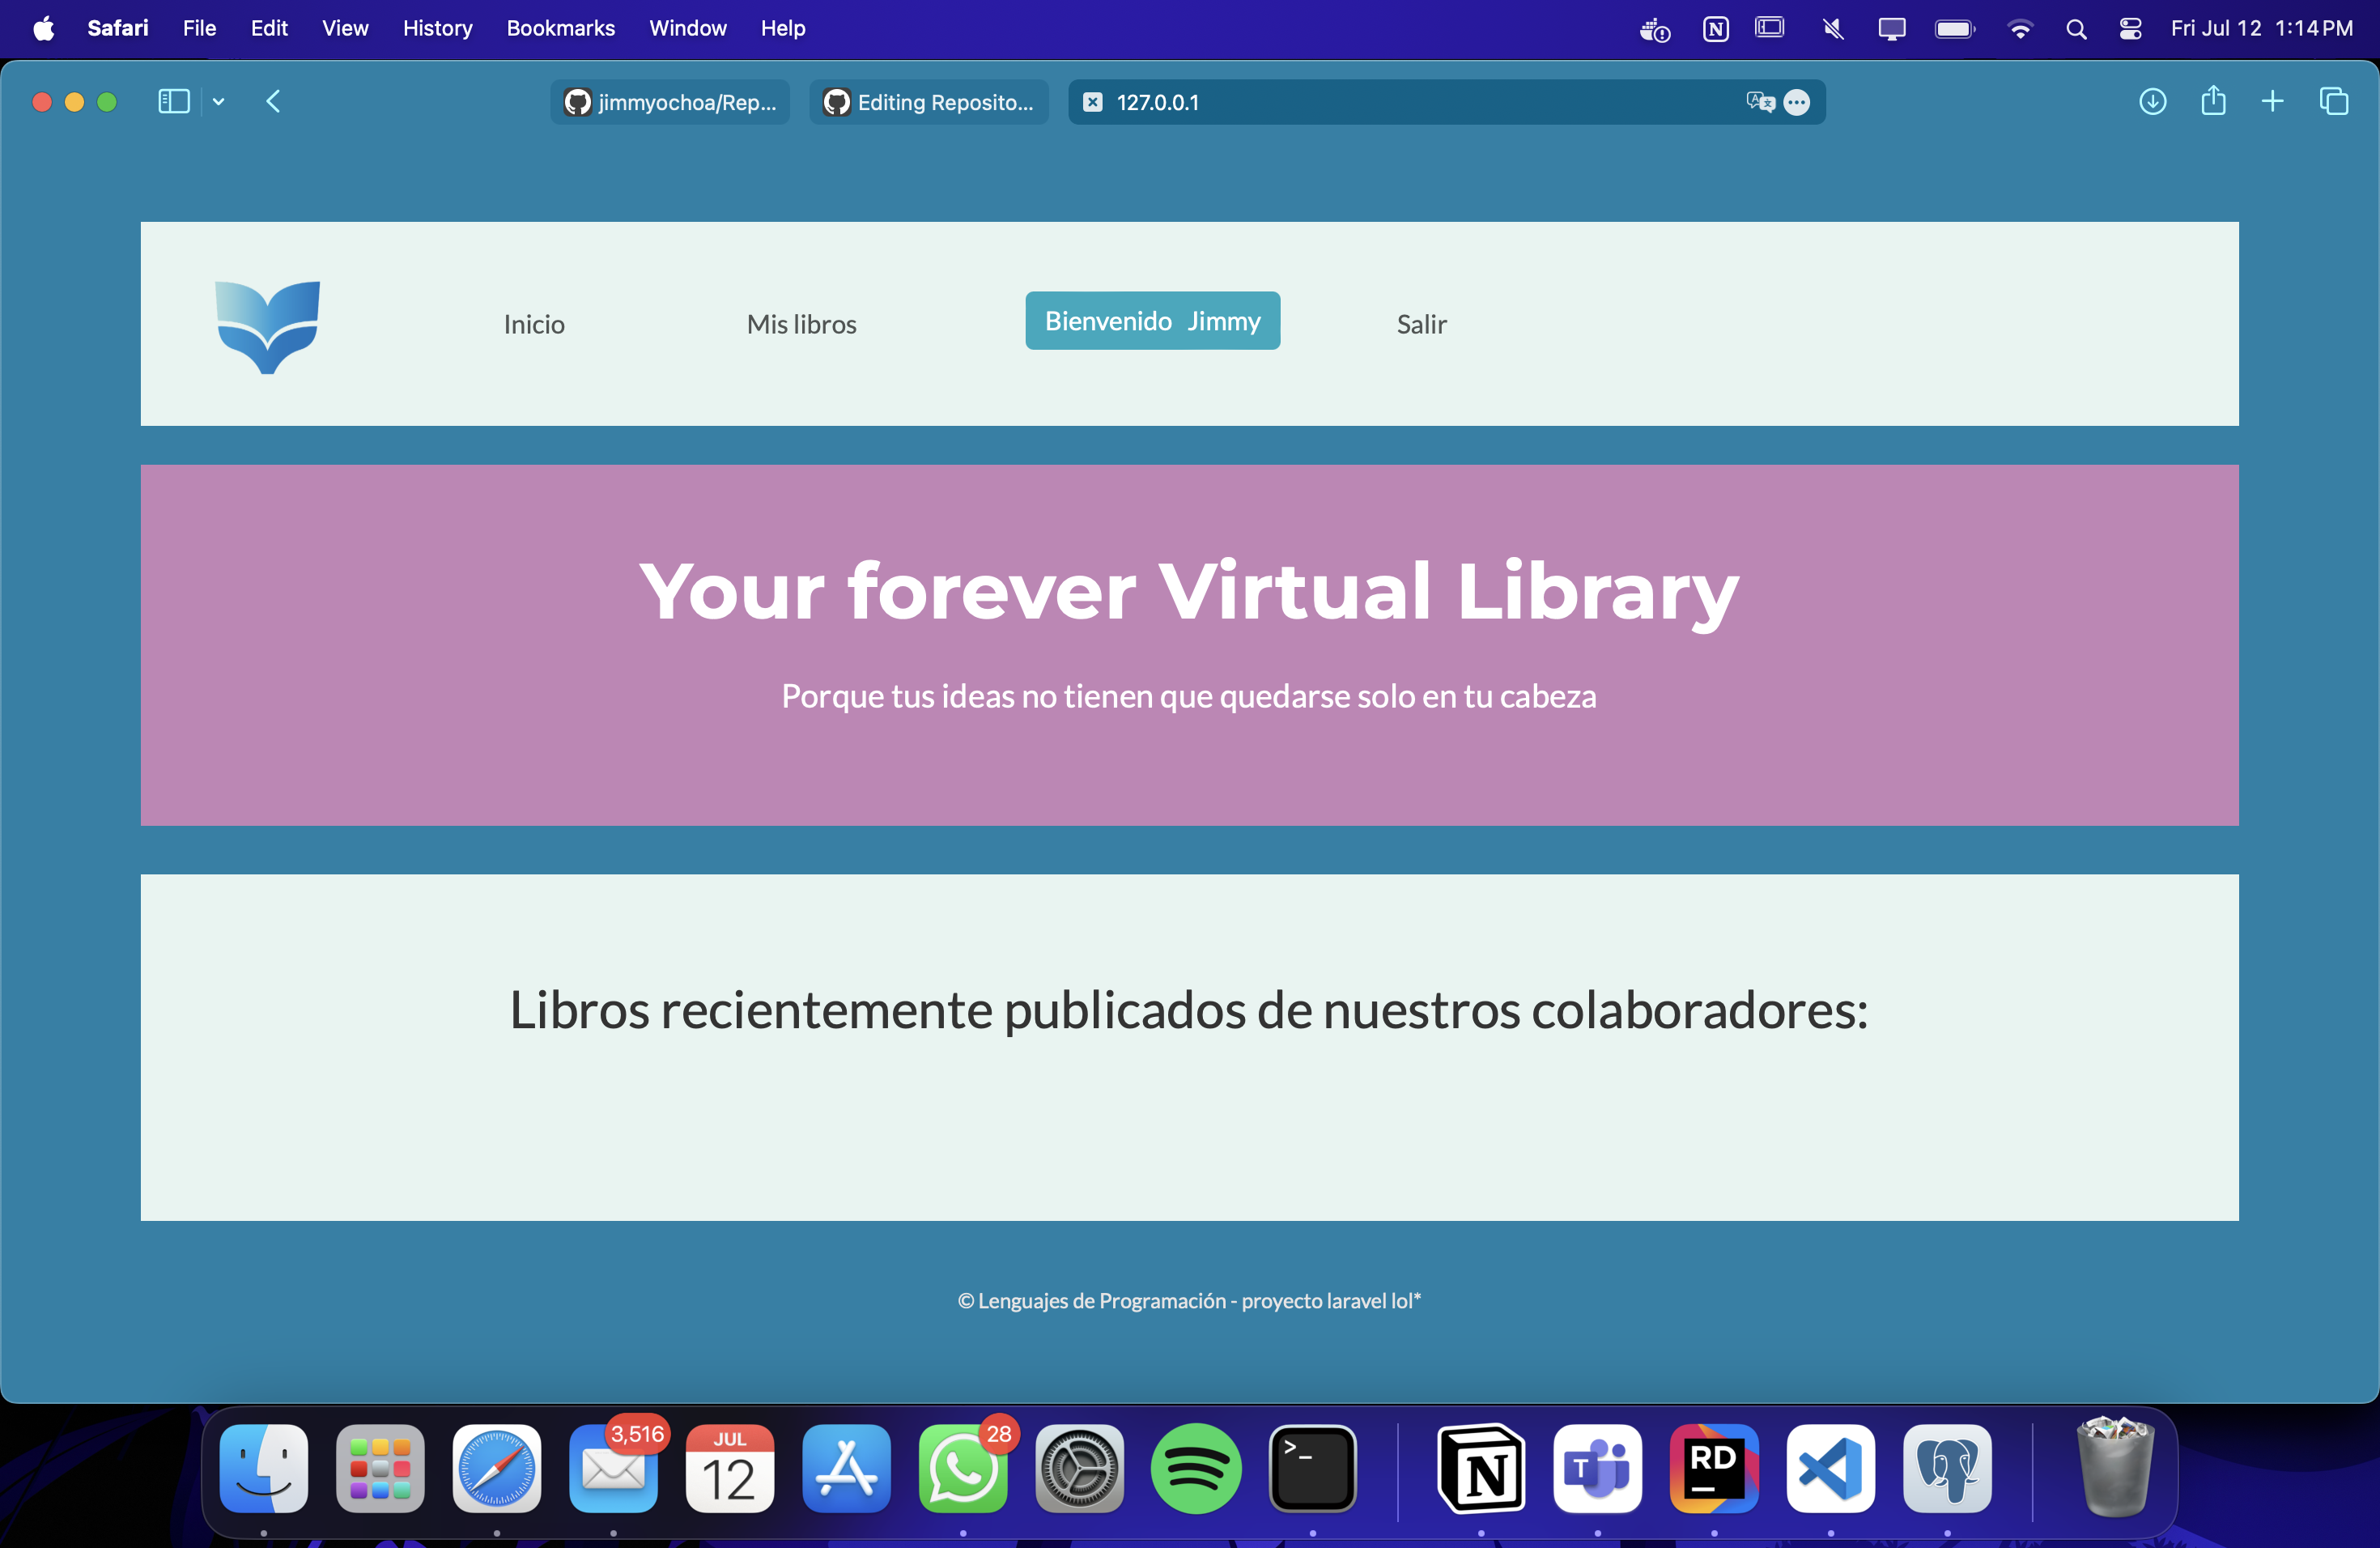 Safari File Edit View History Bookmarks Window Help Fri Jul 12 1:14 PM
jimmyochoa/Rep... Editing Reposito... 127.0.0.1
Inicio Mis libros Bienvenido Jimmy Salir
Your forever Virtual Library
Porque tus ideas no tienen que quedarse solo en tu cabeza
Libros recientemente publicados de nuestros colaboradores:
© Lenguajes de Programación - proyecto laravel lol*
3,516 JUL 28
12 >_ N T RD